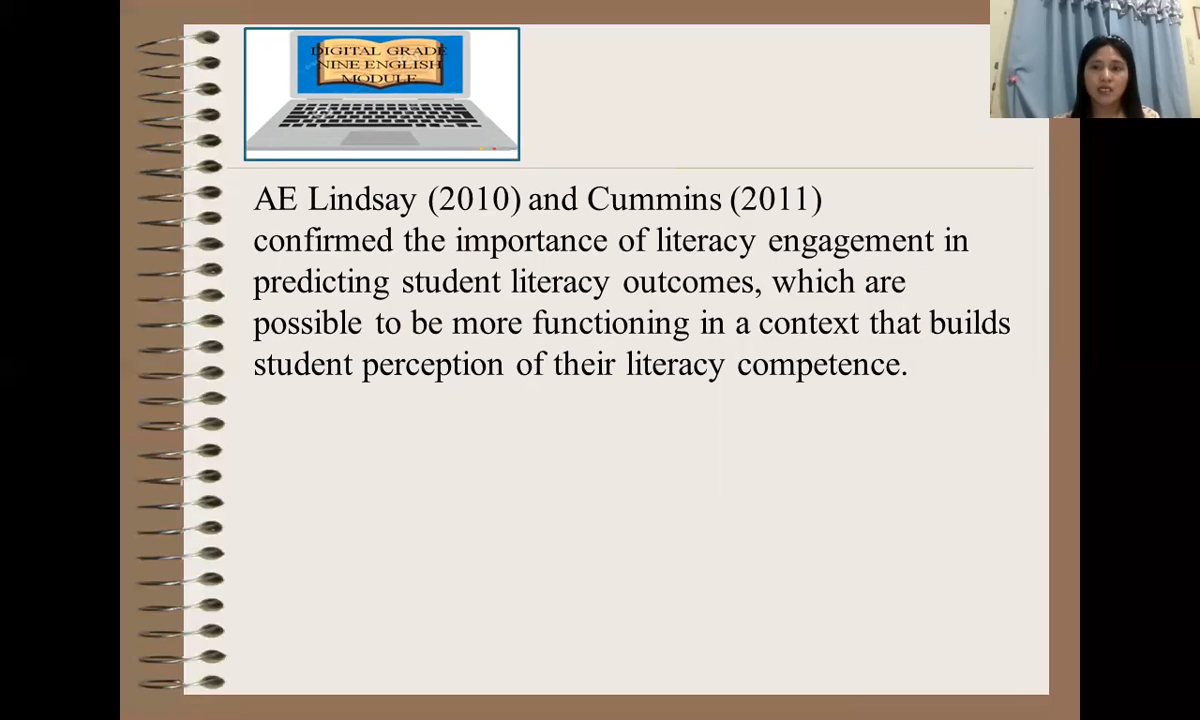 DIGITAL GRADE
NINE ENGLISH
MODULE
AE Lindsay (2010) and Cummins (2011)
confirmed the importance of literacy engagement in
predicting student literacy outcomes, which are
possible to be more functioning in a context that builds
student perception of their literacy competence.